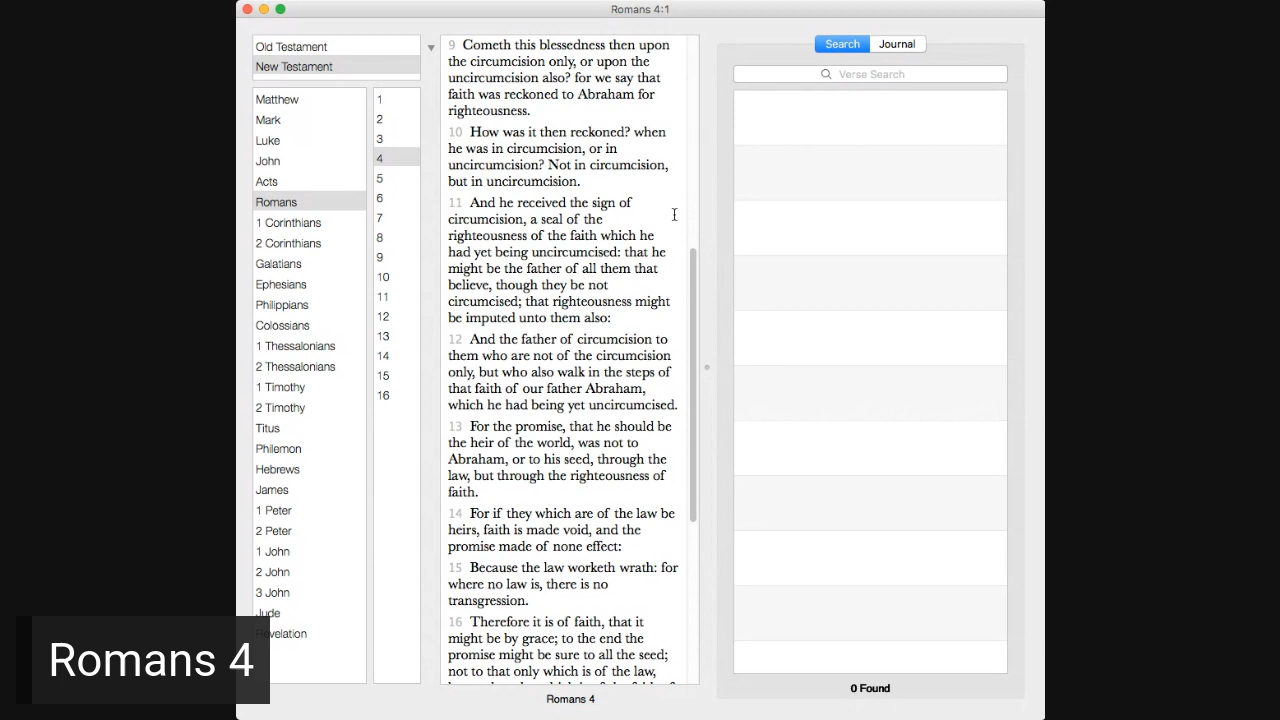 Romans 4:1
Old Testament
New Testament
Matthew
Mark
Luke
John
Acts
Romans
1 Corinthians
2 Corinthians
Galatians
Ephesians
Philippians
Colossians
1 Thessalonians
2 Thessalonians
1 Timothy
2 Timothy
Titus
Philemon
Hebrews
James
1 Peter
2 Peter
1 John
2 John
3 John
Jude
Revelation
1
2
3
4
5
6
7
8
9
10
11
12
13
14
15
16
9 Cometh this blessedness then upon
the circumcision only, or upon the
uncircumcision also? for we say that
faith was reckoned to Abraham for
righteousness.
10 How was it then reckoned? when
he was in circumcision, or in
uncircumcision? Not in circumcision,
but in uncircumcision.
11 And he received the sign of
circumcision, a seal of the
righteousness of the faith which he
had yet being uncircumcised: that he
might be the father of all them that
believe, though they be not
circumcised; that righteousness might
be imputed unto them also:
12 And the father of circumcision to
them who are not of the circumcision
only, but who also walk in the steps of
that faith of our father Abraham,
which he had being yet uncircumcised.
13 For the promise, that he should be
the heir of the world, was not to
Abraham, or to his seed, through the
law, but through the righteousness of
faith.
14 For if they which are of the law be
heirs, faith is made void, and the
promise made of none effect:
15 Because the law worketh wrath: for
where no law is, there is no
transgression.
16 Therefore it is of faith, that it
might be by grace; to the end the
promise might be sure to all the seed;
not to that only which is of the law,
Romans 4
Search
Journal
Verse Search
0 Found
Romans 4